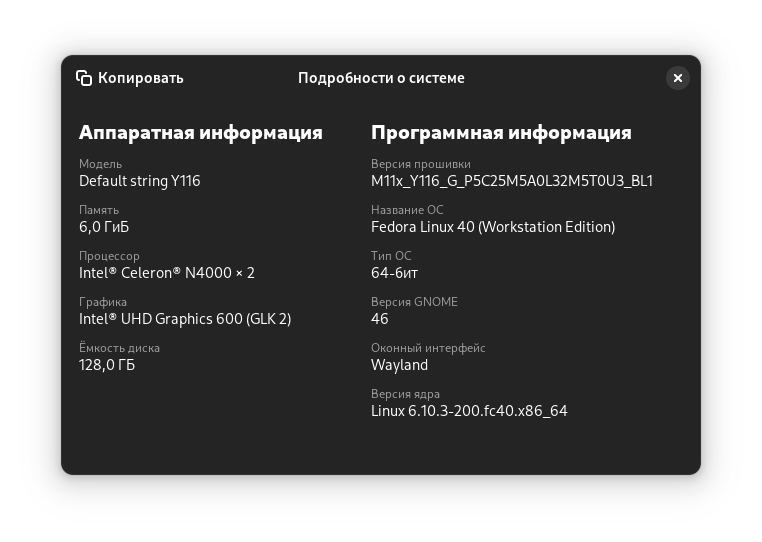 Копировать
Подробности о системе
Аппаратная информация
Модель
Default string Y116
Память
6,0 ГиБ
Процессор
Intel® Celeron® N4000 × 2
Графика
Intel® UHD Graphics 600 (GLK 2)
Ёмкость диска
128,0 ГБ
Программная информация
Версия прошивки
M11x_Y116_G_P5C25M5A0L32M5T0U3_BL1
Название ОС
Fedora Linux 40 (Workstation Edition)
Тип ОС
64-бит
Версия GNOME
46
Оконный интерфейс
Wayland
Версия ядра
Linux 6.10.3-200.fc40.x86_64